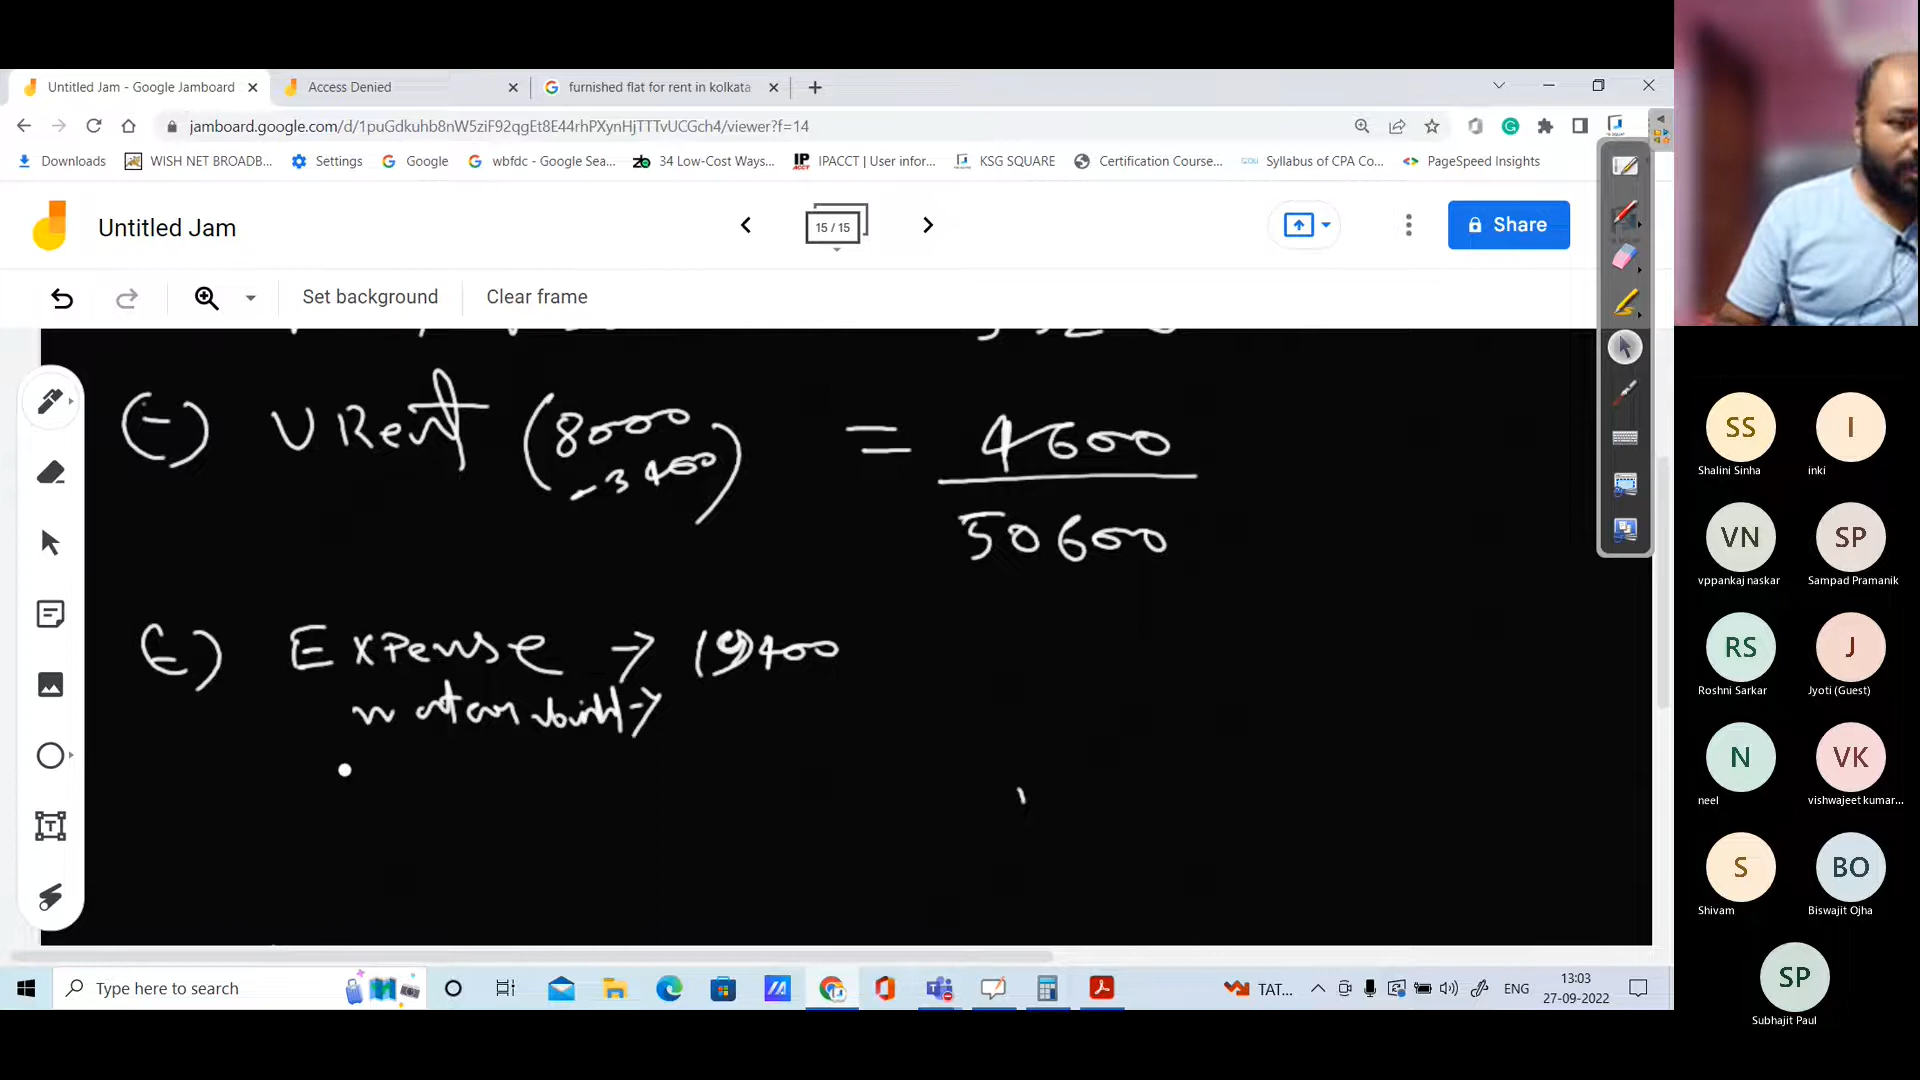 Untitled Jam - Google Jamboard
Access Denied
furnished flat for rent in kolkata
jamboard.google.com/d/1puGdkuhb8nW5ziF92qgEt8E44rhPXynHjTTTvUCGch4/viewer?f=14
Downloads
WISH NET BROADB...
Settings
Google
wbfdc - Google Sea...
34 Low-Cost Ways...
IPACCT | User infor...
KSG SQUARE
Certification Course...
Syllabus of CPA Co...
PageSpeed Insights
Untitled Jam
15 / 15
Share
Set background
Clear frame
(-) U Rent (8000 - 3400) = 4600
50600
(-) Expense → 19400
SS
I
Shalini Sinha
inki
VN
SP
vppankaj naskar
Sampad Pramanik
RS
J
Roshni Sarkar
Jyoti (Guest)
N
VK
neel
vishwajeet kumar...
S
BO
Shivam
Biswajit Ojha
SP
Subhajit Paul
Type here to search
TAT...
ENG
13:03
27-09-2022